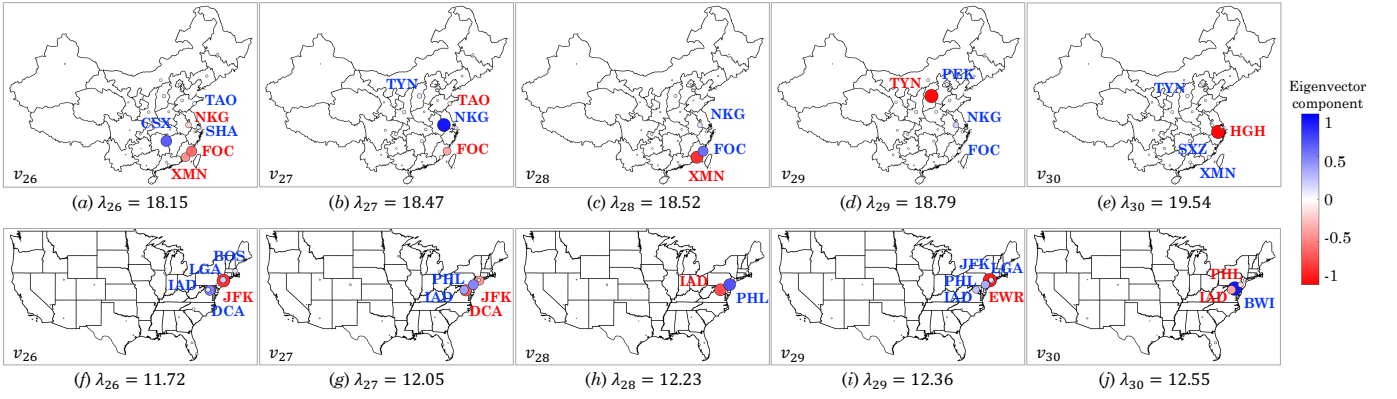 TAO
CSX
NKG
SHA
FOC
XMN
v26
(a) λ26 = 18.15
TYN
TAO
NKG
FOC
v27
(b) λ27 = 18.47
NKG
FOC
XMN
v28
(c) λ28 = 18.52
PEK
TYN
NKG
FOC
v29
(d) λ29 = 18.79
TYN
HGH
SXZ
XMN
v30
(e) λ30 = 19.54
Eigenvector
component
1
0.5
0
-0.5
-1
BOS
LGA
IAD
JFK
DCA
v26
(f) λ26 = 11.72
PHL
IAD
JFK
DCA
v27
(g) λ27 = 12.05
IAD
PHL
v28
(h) λ28 = 12.23
JFK
LGA
PHL
IAD
EWR
v29
(i) λ29 = 12.36
PHL
IAD
BWI
v30
(j) λ30 = 12.55